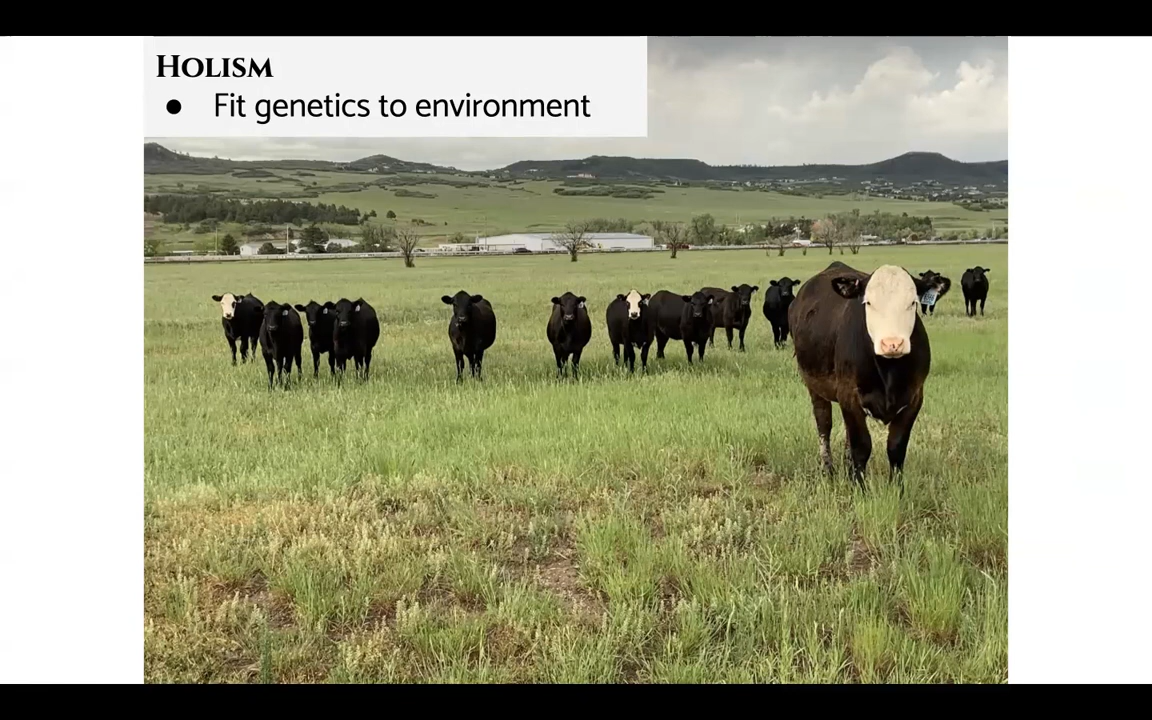 Holism
● Fit genetics to environment